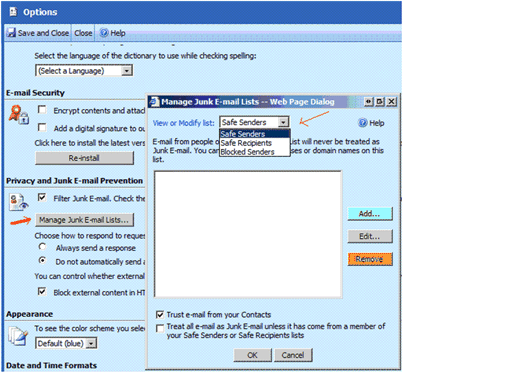 Options
Save and Close Close Help
Select the language of the dictionary to use while checking spelling:
(Select a Language)
E-mail Security
Encrypt contents and attac
Add a digital signature to ou
Click here to install the latest vers
Re-install
Privacy and Junk E-mail Prevention
Filter Junk E-mail. Check the
Manage Junk E-mail Lists...
Choose how to respond to reque
Always send a response
Do not automatically send a
You can control whether external
Block external content in HT
Appearance
To see the color scheme you selec
Default (blue)
Date and Time Formats
Manage Junk E-mail Lists -- Web Page Dialog
View or Modify list: Safe Senders
Help
Safe Senders
Safe Recipients
Blocked Senders
E-mail from people o List will never be treated as
Junk E-mail. You can ses or domain names on this
list.
Add...
Edit...
Remove
Trust e-mail from your Contacts
Treat all e-mail as Junk E-mail unless it has come from a member of
your Safe Senders or Safe Recipients lists
OK Cancel